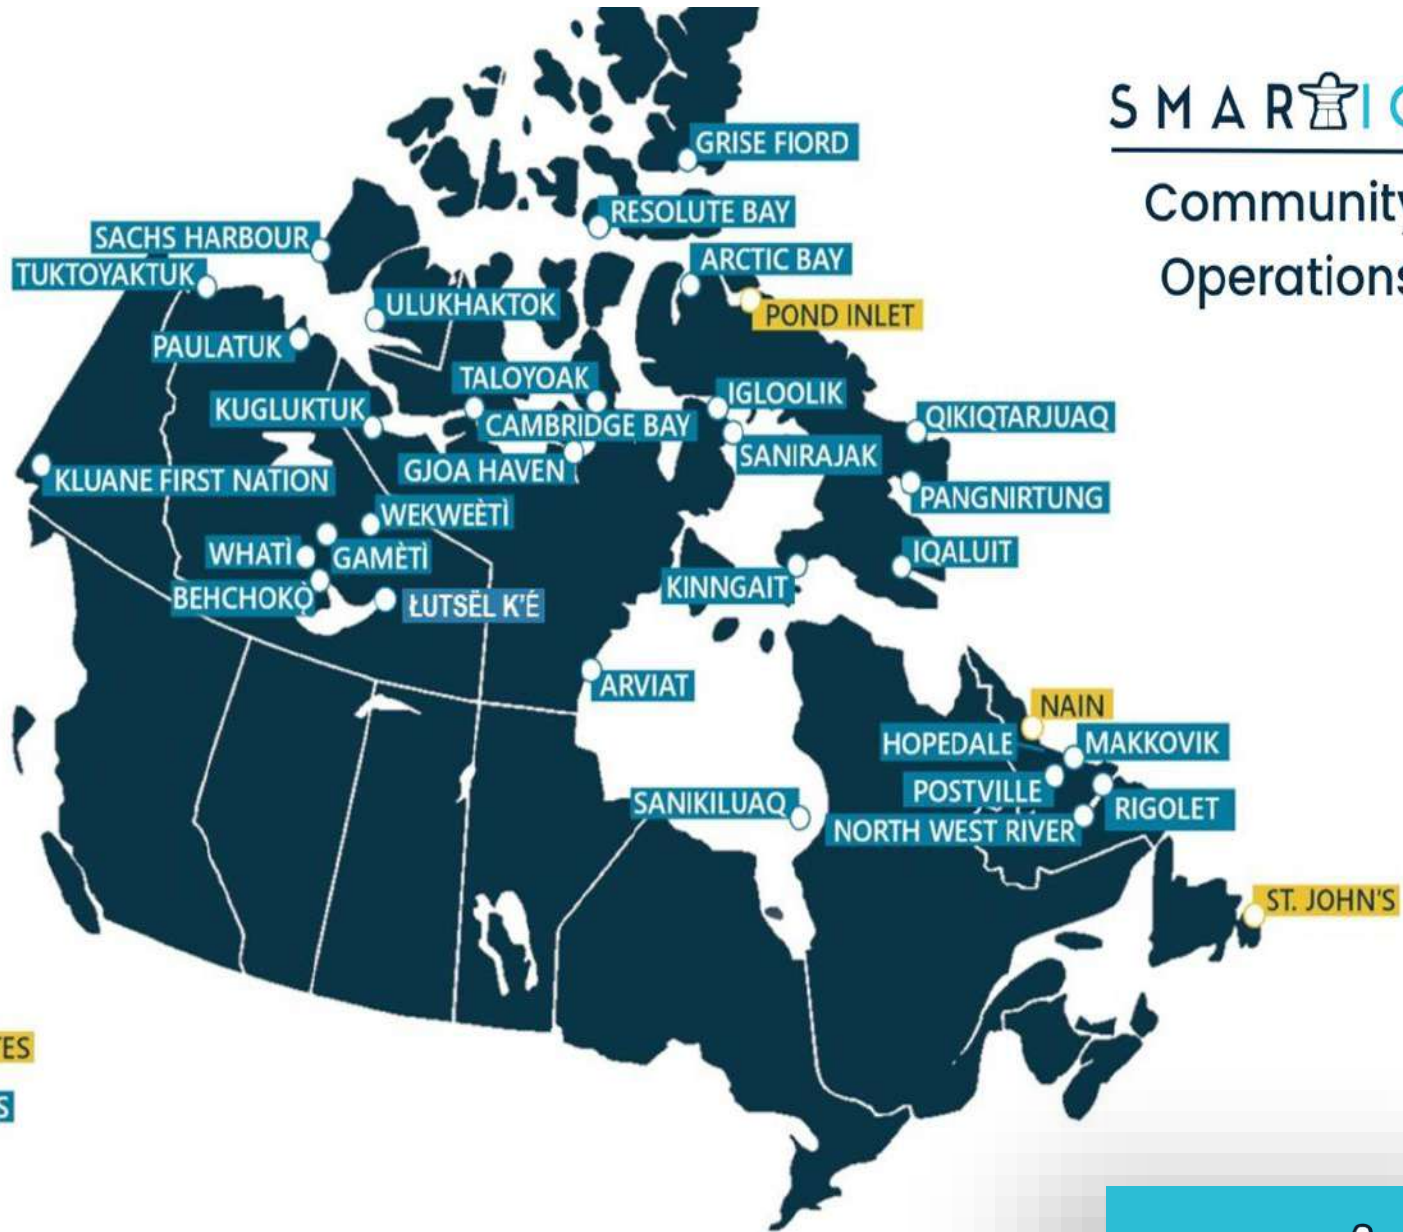 GRISE FIORD
RESOLUTE BAY
SACHS HARBOUR
TUKTOYAKTUK
ARCTIC BAY
ULUKHAKTOK
POND INLET
PAULATUK
TALOYOAK
IGLOOLIK
KUGLUKTUK
CAMBRIDGE BAY
QIKIQTARJUAQ
SANIRAJAK
GJOA HAVEN
KLUANE FIRST NATION
PANGNIRTUNG
WEKWEÈTÌ
WHATÌ
GAMÈTÌ
IQALUIT
KINNGAIT
BEHCHOKǪ̀
ŁUTSËL K'É
ARVIAT
NAIN
HOPEDALE
MAKKOVIK
POSTVILLE
SANIKILUAQ
RIGOLET
NORTH WEST RIVER
ST. JOHN'S
SMARTIC
Community
Operations